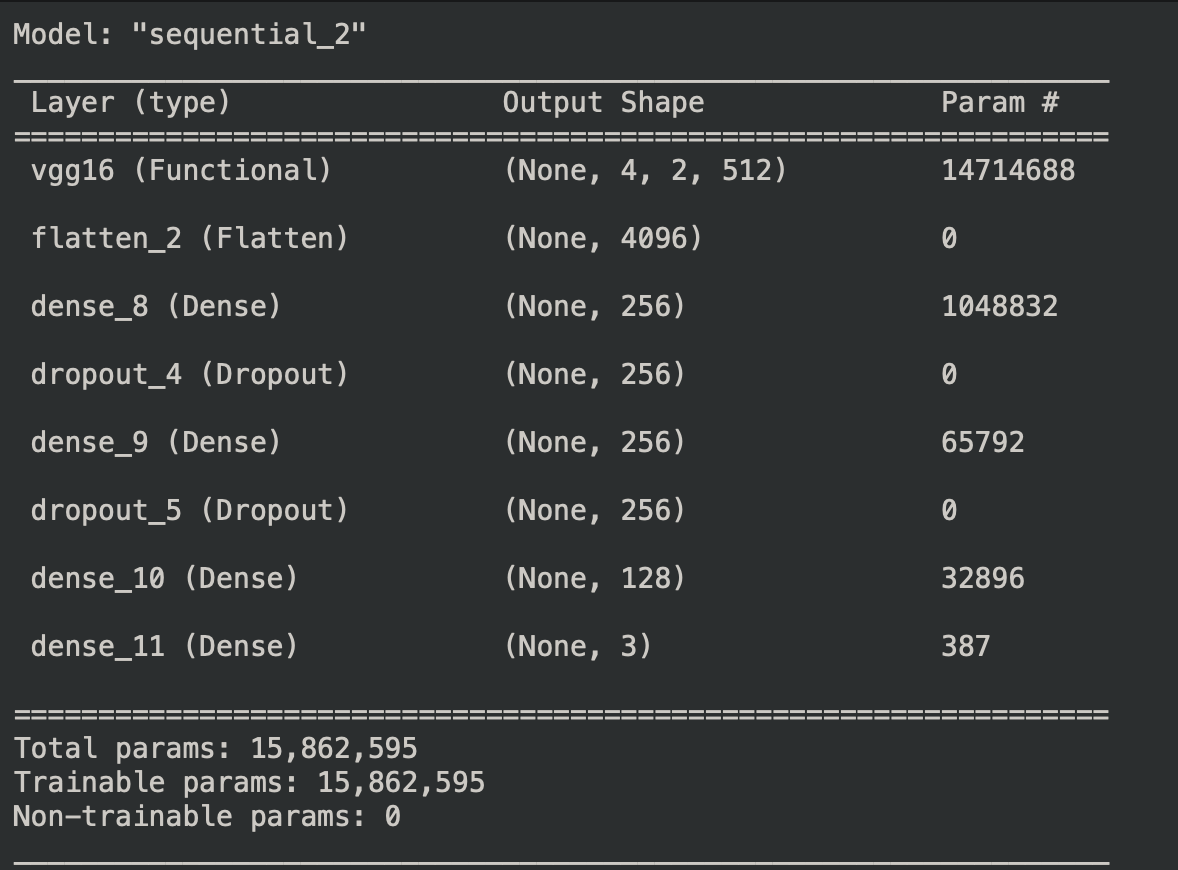 Model: "sequential_2"
_________________________________________________________________
 Layer (type)                Output Shape              Param #
=================================================================
 vgg16 (Functional)          (None, 4, 2, 512)         14714688
 flatten_2 (Flatten)         (None, 4096)              0
 dense_8 (Dense)             (None, 256)               1048832
 dropout_4 (Dropout)         (None, 256)               0
 dense_9 (Dense)             (None, 256)               65792
 dropout_5 (Dropout)         (None, 256)               0
 dense_10 (Dense)            (None, 128)               32896
 dense_11 (Dense)            (None, 3)                 387
=================================================================
Total params: 15,862,595
Trainable params: 15,862,595
Non-trainable params: 0
_________________________________________________________________